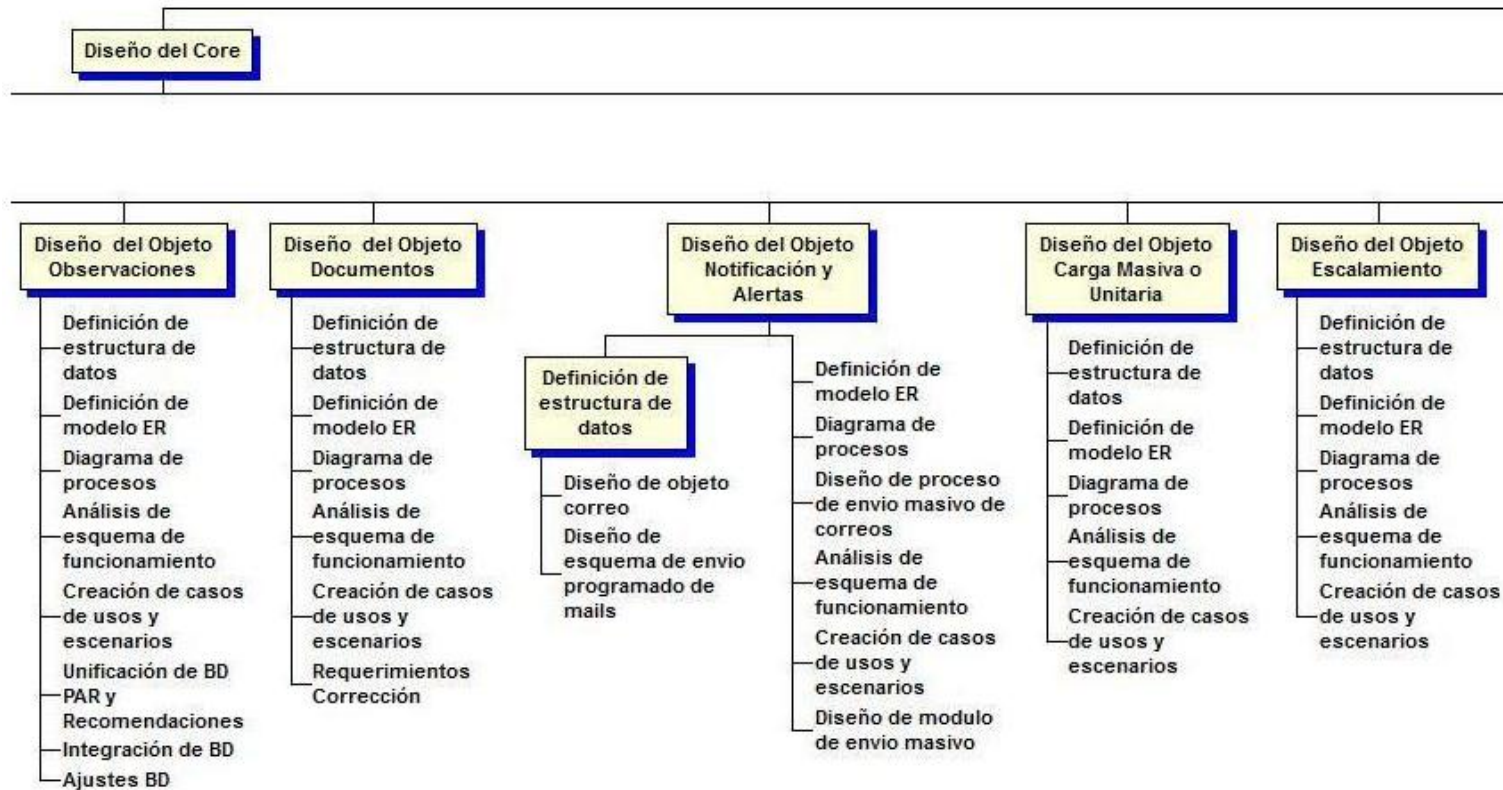 Diseño del Core
Diseño del Objeto
Observaciones
Definición de
estructura de
datos
Definición de
modelo ER
Diagrama de
procesos
Análisis de
esquema de
funcionamiento
Creación de casos
de usos y
escenarios
Unificación de BD
PAR y
Recomendaciones
Integración de BD
Ajustes BD
Diseño del Objeto
Documentos
Definición de
estructura de
datos
Definición de
modelo ER
Diagrama de
procesos
Análisis de
esquema de
funcionamiento
Creación de casos
de usos y
escenarios
Requerimientos
Corrección
Diseño del Objeto
Notificación y
Alertas
Definición de
estructura de
datos
Diseño de objeto
correo
Diseño de
esquema de envio
programado de
mails
Definición de
modelo ER
Diagrama de
procesos
Diseño de proceso
de envio masivo de
correos
Análisis de
esquema de
funcionamiento
Creación de casos
de usos y
escenarios
Diseño de modulo
de envio masivo
Diseño del Objeto
Carga Masiva o
Unitaria
Definición de
estructura de
datos
Definición de
modelo ER
Diagrama de
procesos
Análisis de
esquema de
funcionamiento
Creación de casos
de usos y
escenarios
Diseño del Objeto
Escalamiento
Definición de
estructura de
datos
Definición de
modelo ER
Diagrama de
procesos
Análisis de
esquema de
funcionamiento
Creación de casos
de usos y
escenarios